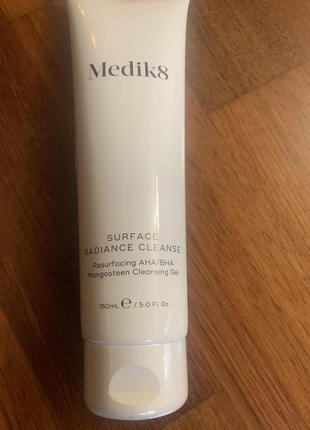 Medik8
SURFACE
RADIANCE CLEANSE
Resurfacing AHA/BHA
Mangosteen Cleansing Gel
150mL ℮ / 5.0 Fl. Oz.